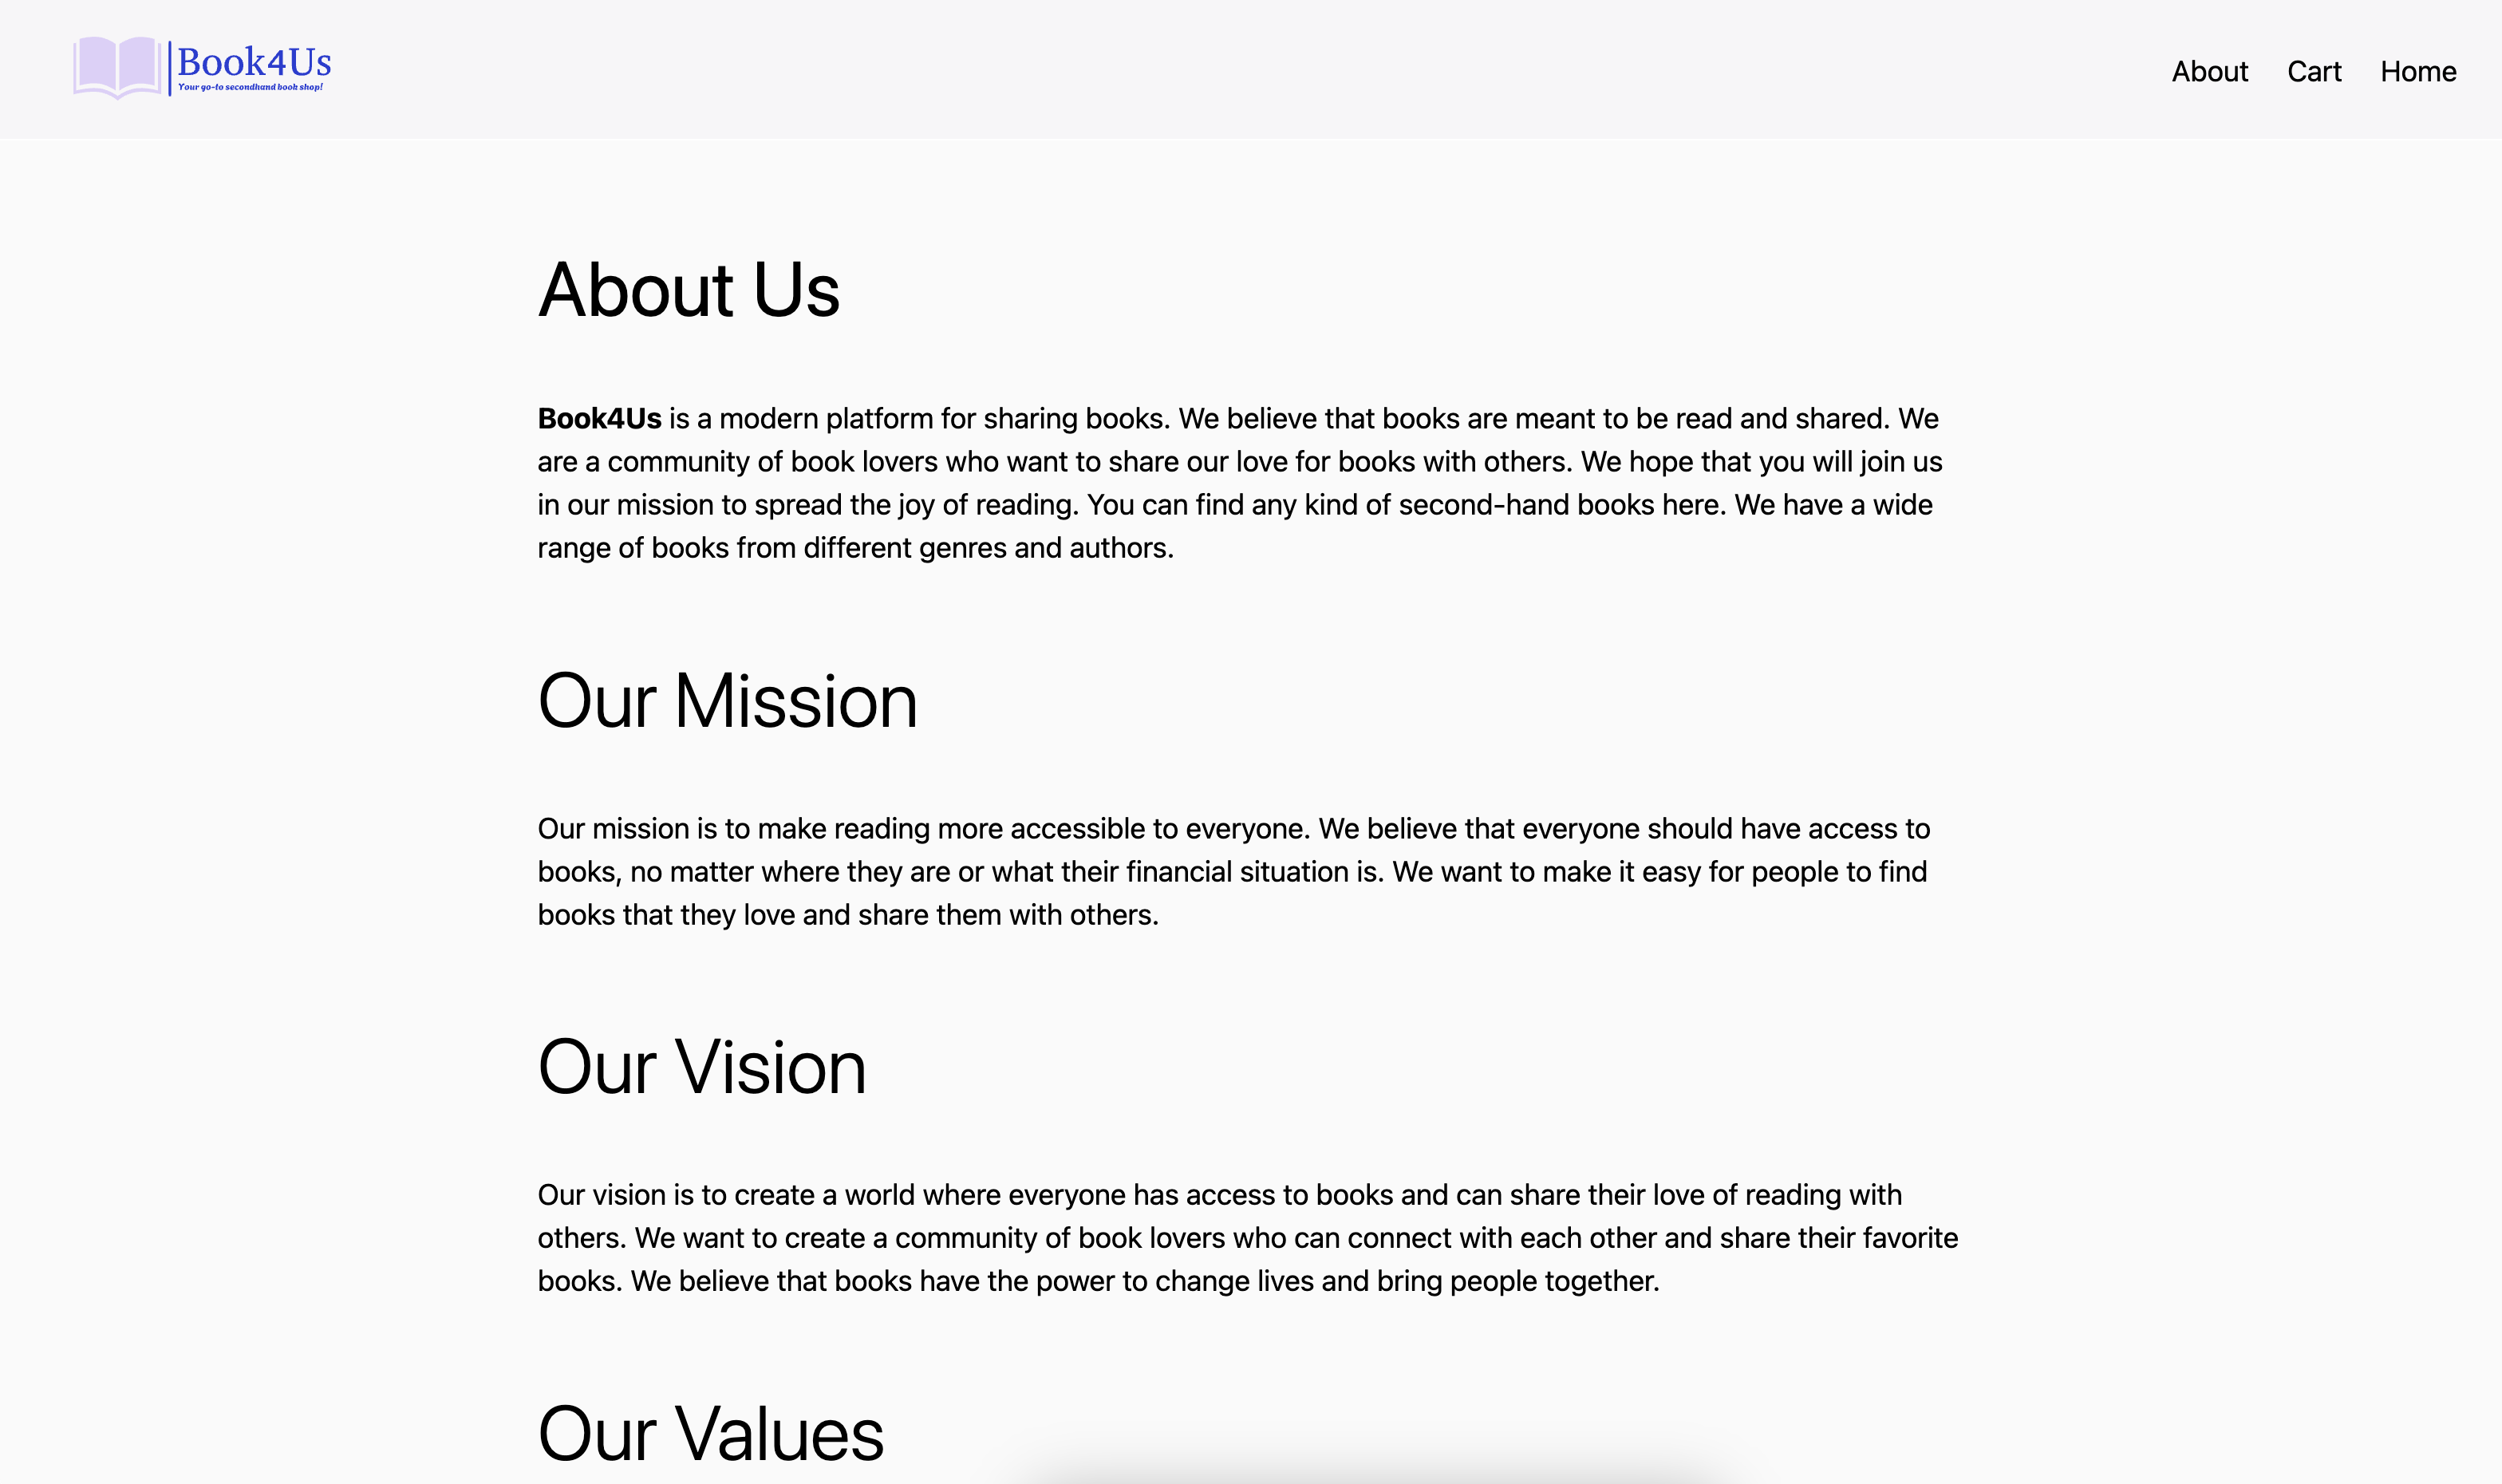 Book4Us
Your go-to secondhand book shop!
About Cart Home
About Us
Book4Us is a modern platform for sharing books. We believe that books are meant to be read and shared. We
are a community of book lovers who want to share our love for books with others. We hope that you will join us
in our mission to spread the joy of reading. You can find any kind of second-hand books here. We have a wide
range of books from different genres and authors.
Our Mission
Our mission is to make reading more accessible to everyone. We believe that everyone should have access to
books, no matter where they are or what their financial situation is. We want to make it easy for people to find
books that they love and share them with others.
Our Vision
Our vision is to create a world where everyone has access to books and can share their love of reading with
others. We want to create a community of book lovers who can connect with each other and share their favorite
books. We believe that books have the power to change lives and bring people together.
Our Values